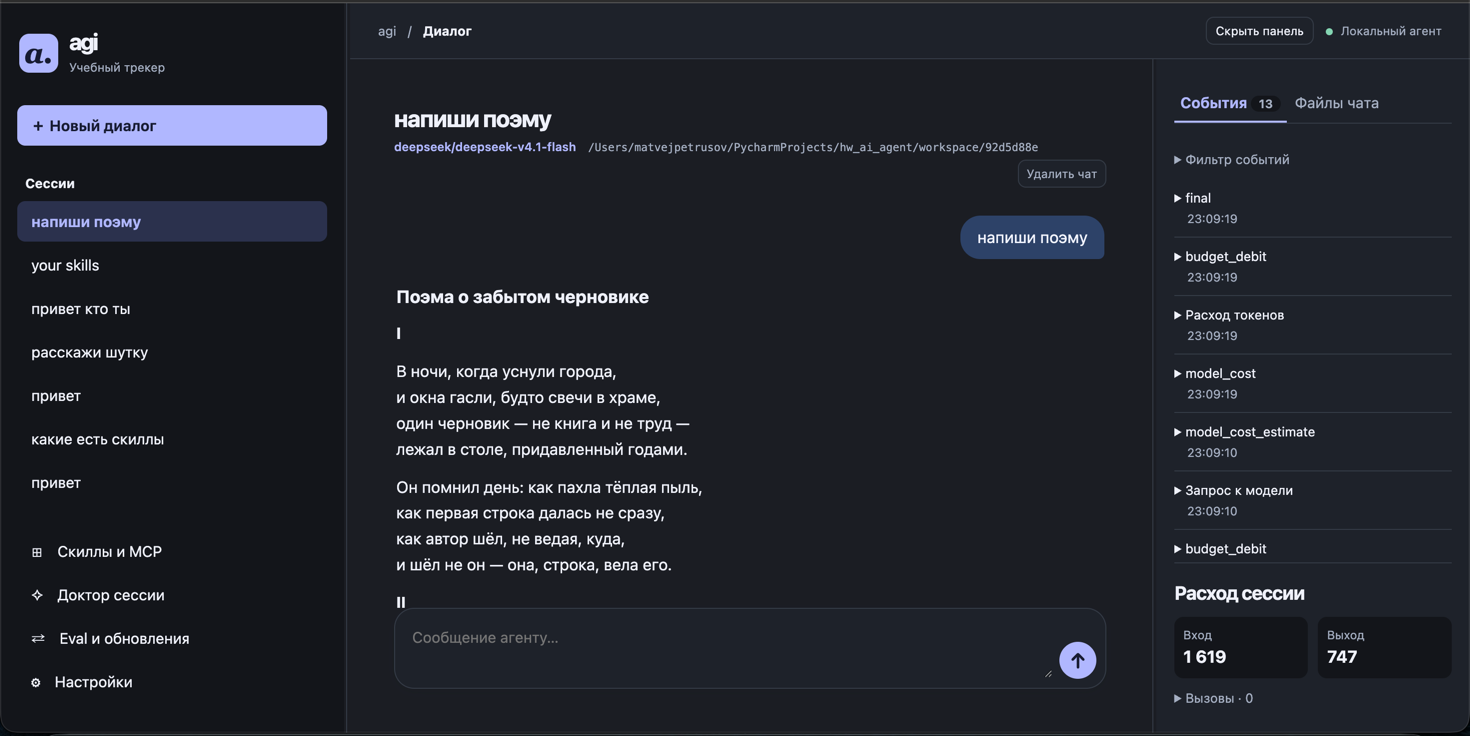 a.
agi
Учебный трекер
+ Новый диалог
Сессии
напиши поэму
your skills
привет кто ты
расскажи шутку
привет
какие есть скиллы
привет
Скиллы и MCP
Доктор сессии
Eval и обновления
Настройки
agi / Диалог
Скрыть панель
Локальный агент
напиши поэму
deepseek/deepseek-v4.1-flash /Users/matvejpetrusov/PycharmProjects/hw_ai_agent/workspace/92d5d88e
Удалить чат
напиши поэму
Поэма о забытом черновике
I
В ночи, когда уснули города,
и окна гасли, будто свечи в храме,
один черновик — не книга и не труд —
лежал в столе, придавленный годами.
Он помнил день: как пахла тёплая пыль,
как первая строка далась не сразу,
как автор шёл, не ведая, куда,
и шёл не он — она, строка, вела его.
II
Сообщение агенту...
События 13 Файлы чата
Фильтр событий
final
23:09:19
budget_debit
23:09:19
Расход токенов
23:09:19
model_cost
23:09:19
model_cost_estimate
23:09:10
Запрос к модели
23:09:10
budget_debit
Расход сессии
Вход
1 619
Выход
747
Вызовы · 0